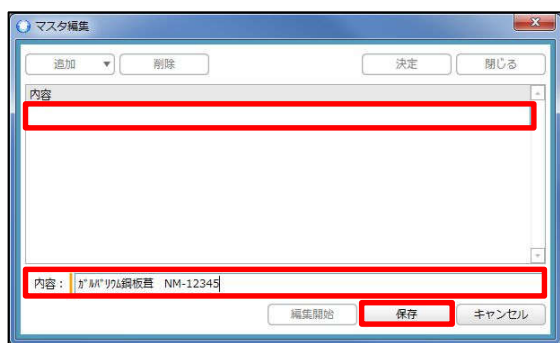 マスタ編集
追加 ▼ 削除 決定 閉じる
内容
内容： ｶﾞﾙﾊﾞﾘｳﾑ鋼板葺 NM-12345
編集開始 保存 キャンセル